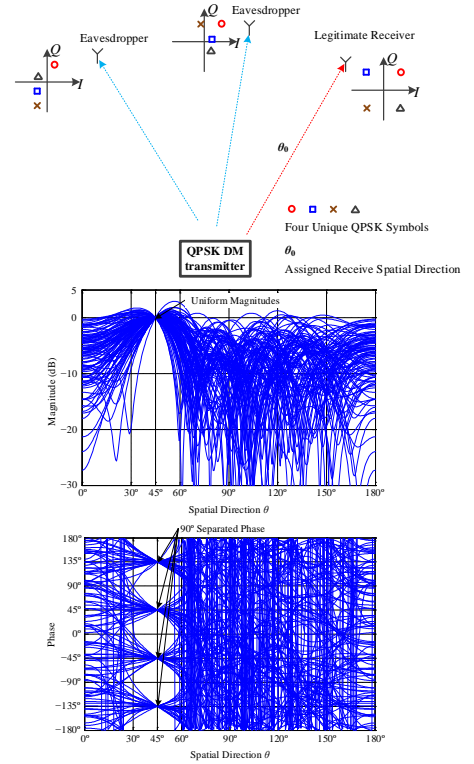 Eavesdropper
Q
I
Eavesdropper
Q
I
Legitimate Receiver
Q
I
θ₀
QPSK DM
transmitter
Four Unique QPSK Symbols
θ₀
Assigned Receive Spatial Direction
Uniform Magnitudes
5
0
−10
−20
−30
Magnitude (dB)
0° 30° 45° 60° 90° 120° 150° 180°
Spatial Direction θ
90° Separated Phase
180°
135°
90°
45°
0°
−45°
−90°
−135°
−180°
Phase
0° 30° 45° 60° 90° 120° 150° 180°
Spatial Direction θ